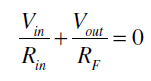 V_in / R_in + V_out / R_F = 0